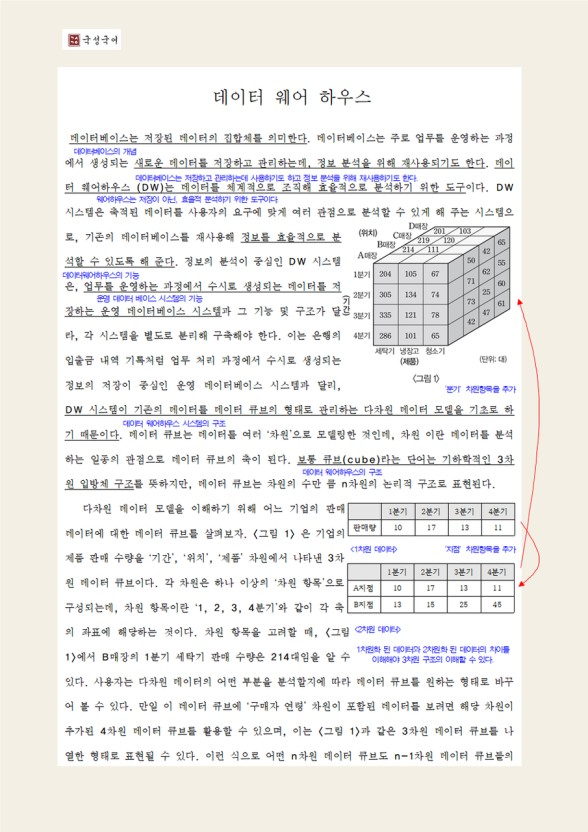 국성국어
데이터 웨어 하우스
데이터베이스는 저장된 데이터의 집합체를 의미한다. 데이터베이스는 주로 업무를 운영하는 과정
데이터베이스의 개념
에서 생성되는 새로운 데이터를 저장하고 관리하는데, 정보 분석을 위해 재사용되기도 한다. 데이
데이터베이스는 저장하고 관리하는데 사용하기도 하고 정보 분석을 위해 재사용하기도 한다.
터 웨어하우스 (DW)는 데이터를 체계적으로 조직해 효율적으로 분석하기 위한 도구이다. DW
웨어하우스는 저장이 아닌, 효율적 분석하기 위한 도구이다
시스템은 축적된 데이터를 사용자의 요구에 맞게 여러 관점으로 분석할 수 있게 해 주는 시스템으
로, 기존의 데이터베이스를 재사용해 정보를 효율적으로 분
석할 수 있도록 해 준다. 정보의 분석이 중심인 DW 시스템
데이터웨어하우스의 기능
은, 업무를 운영하는 과정에서 수시로 생성되는 데이터를 저
운영 데이터 베이스 시스템의 기능
장하는 운영 데이터베이스 시스템과 그 기능 및 구조가 달
라, 각 시스템을 별도로 분리해 구축해야 한다. 이는 은행의
입출금 내역 기록처럼 업무 처리 과정에서 수시로 생성되는
정보의 저장이 중심인 운영 데이터베이스 시스템과 달리,
(위치)
D매장 201 103
C매장 219 120
B매장 214 111
A매장
기간
1분기 204 105 67 50 42 65
2분기 305 134 74 71 62 55
3분기 335 121 78 73 25 60
4분기 286 101 65 42 47 61
세탁기 냉장고 청소기
(제품)
(단위: 대)
〈그림 1〉
'분기' 차원항목을 추가
DW 시스템이 기존의 데이터를 데이터 큐브의 형태로 관리하는 다차원 데이터 모델을 기초로 하
데이터 웨어하우스 시스템의 구조
기 때문이다. 데이터 큐브는 데이터를 여러 '차원'으로 모델링한 것인데, 차원 이란 데이터를 분석
하는 일종의 관점으로 데이터 큐브의 축이 된다. 보통 큐브(cube)라는 단어는 기하학적인 3차
데이터 웨어하우스의 구조
원 입방체 구조를 뜻하지만, 데이터 큐브는 차원의 수만 큼 n차원의 논리적 구조로 표현된다.
다차원 데이터 모델을 이해하기 위해 어느 기업의 판매
데이터에 대한 데이터 큐브를 살펴보자. 〈그림 1〉 은 기업의
제품 판매 수량을 '기간', '위치', '제품' 차원에서 나타낸 3차
원 데이터 큐브이다. 각 차원은 하나 이상의 '차원 항목'으로
구성되는데, 차원 항목이란 '1, 2, 3, 4분기'와 같이 각 축
의 좌표에 해당하는 것이다. 차원 항목을 고려할 때, 〈그림
1〉에서 B매장의 1분기 세탁기 판매 수량은 214대임을 알 수
1분기 2분기 3분기 4분기
판매량 10 17 13 11
<1차원 데이터>
'지점' 차원항목을 추가
1분기 2분기 3분기 4분기
A지점 10 17 13 11
B지점 13 15 25 45
<2차원 데이터>
1차원화 된 데이터와 2차원화 된 데이터의 차이를
이해해야 3차원 구조의 이해할 수 있다.
있다. 사용자는 다차원 데이터의 어떤 부분을 분석할지에 따라 데이터 큐브를 원하는 형태로 바꾸
어 볼 수 있다. 만일 이 데이터 큐브에 '구매자 연령' 차원이 포함된 데이터를 보려면 해당 차원이
추가된 4차원 데이터 큐브를 활용할 수 있으며, 이는 〈그림 1〉과 같은 3차원 데이터 큐브를 나
열한 형태로 표현될 수 있다. 이런 식으로 어떤 n차원 데이터 큐브도 n-1차원 데이터 큐브들의